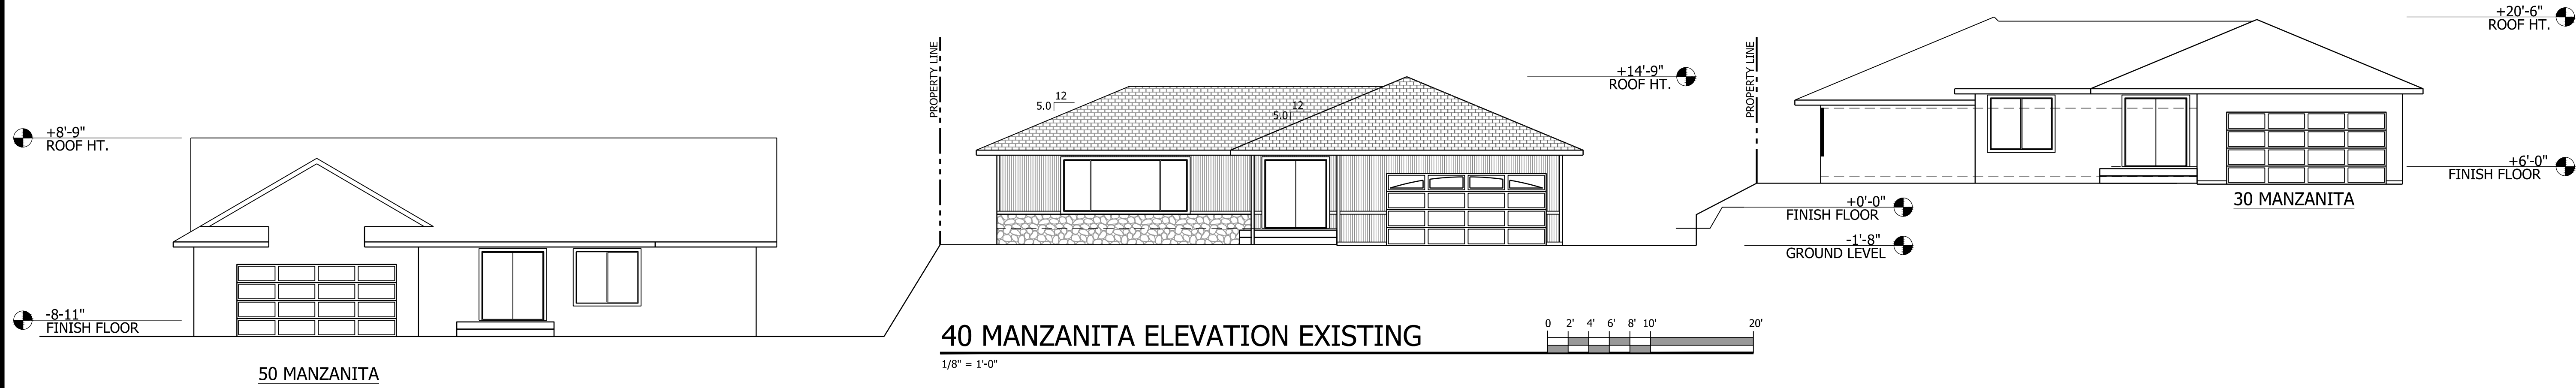 +8'-9"
ROOF HT.
-8-11"
FINISH FLOOR
50 MANZANITA
PROPERTY LINE
12
5.0
12
5.0
+14'-9"
ROOF HT.
PROPERTY LINE
+0'-0"
FINISH FLOOR
-1'-8"
GROUND LEVEL
+20'-6"
ROOF HT.
+6'-0"
FINISH FLOOR
30 MANZANITA
40 MANZANITA ELEVATION EXISTING
1/8" = 1'-0"
0 2' 4' 6' 8' 10' 20'